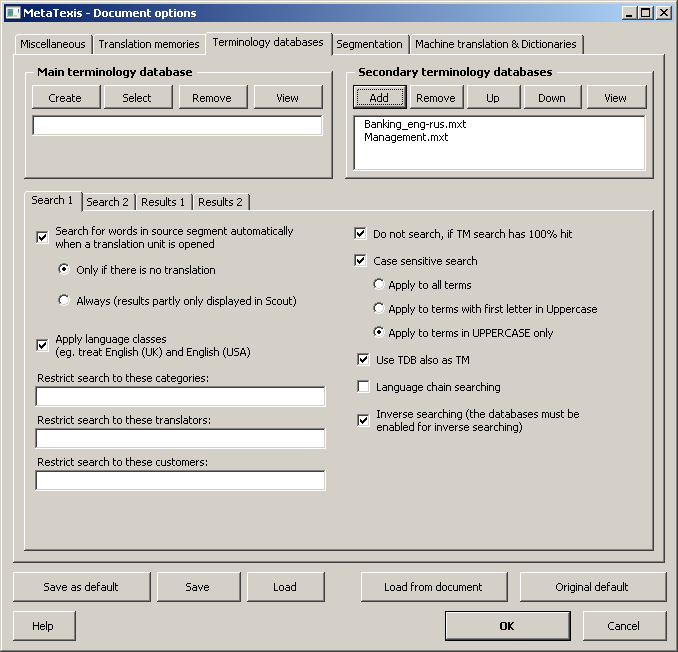 MetaTexis - Document options
Miscellaneous
Translation memories
Terminology databases
Segmentation
Machine translation & Dictionaries
Main terminology database
Create
Select
Remove
View
Secondary terminology databases
Add
Remove
Up
Down
View
Banking_eng-rus.mxt
Management.mxt
Search 1
Search 2
Results 1
Results 2
Search for words in source segment automatically
when a translation unit is opened
Only if there is no translation
Always (results partly only displayed in Scout)
Apply language classes
(eg. treat English (UK) and English (USA)
Restrict search to these categories:
Restrict search to these translators:
Restrict search to these customers:
Do not search, if TM search has 100% hit
Case sensitive search
Apply to all terms
Apply to terms with first letter in Uppercase
Apply to terms in UPPERCASE only
Use TDB also as TM
Language chain searching
Inverse searching (the databases must be
enabled for inverse searching)
Save as default
Save
Load
Load from document
Original default
Help
OK
Cancel